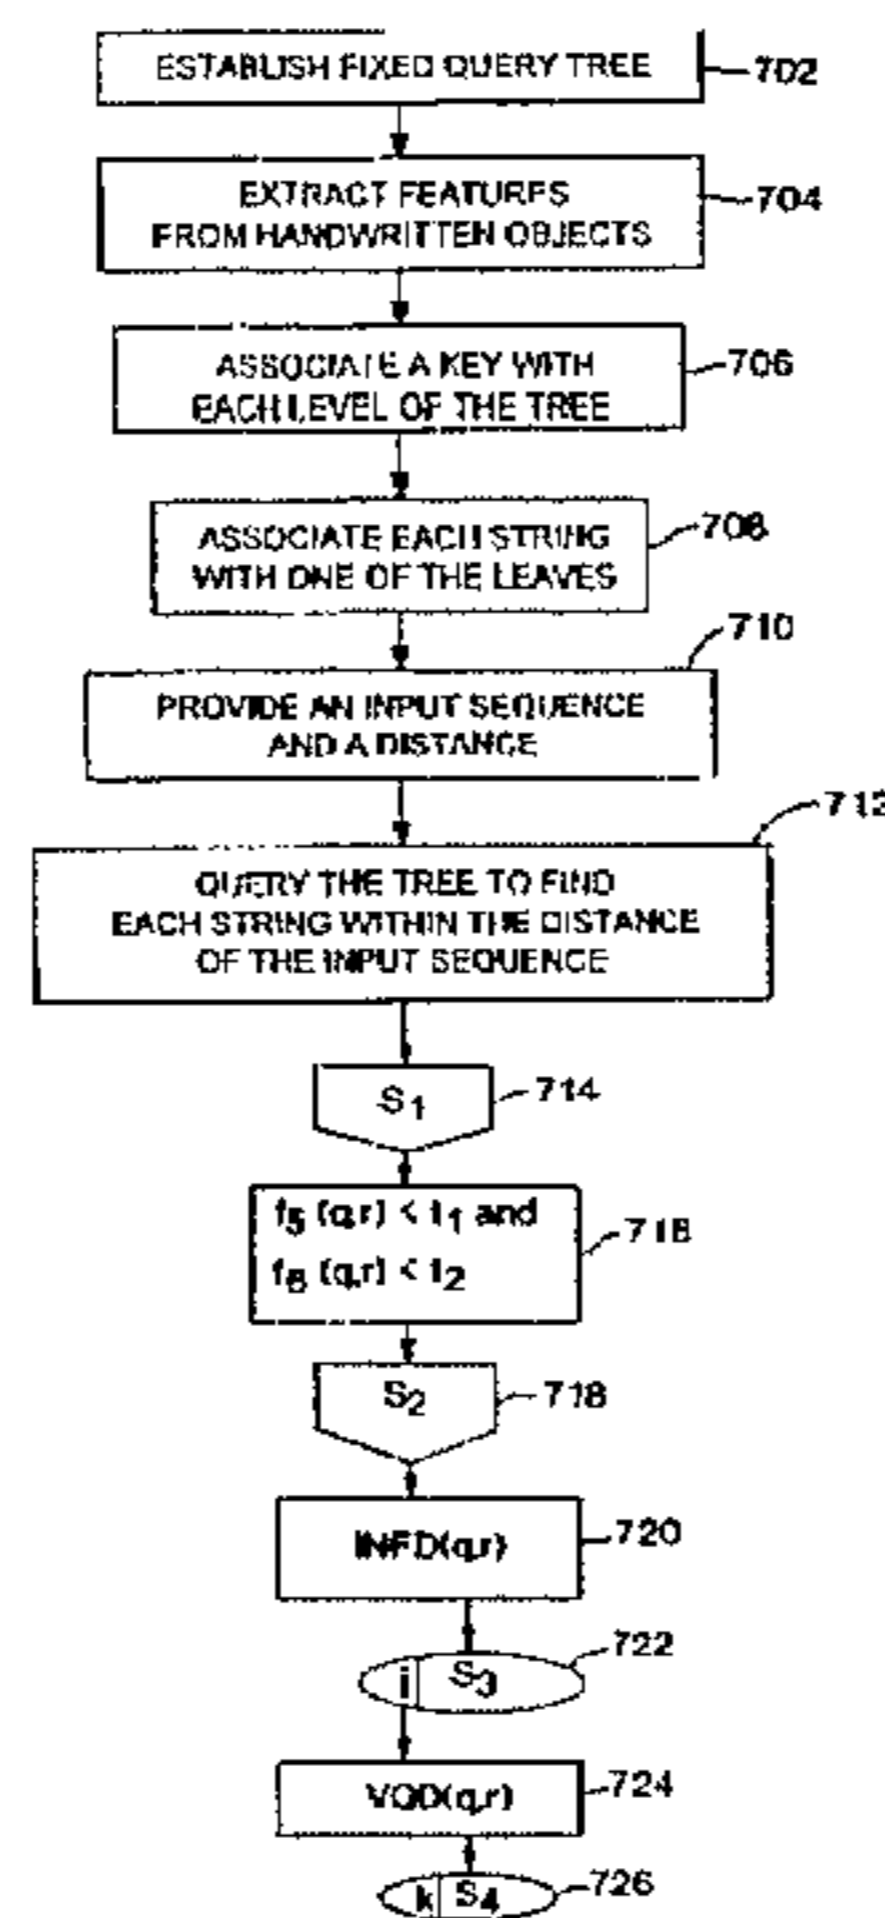 ESTABLISH FIXED QUERY TREE
702
EXTRACT FEATURES
FROM HANDWRITTEN OBJECTS
704
ASSOCIATE A KEY WITH
EACH LEVEL OF THE TREE
706
ASSOCIATE EACH STRING
WITH ONE OF THE LEAVES
708
PROVIDE AN INPUT SEQUENCE
AND A DISTANCE
710
QUERY THE TREE TO FIND
EACH STRING WITHIN THE DISTANCE
OF THE INPUT SEQUENCE
712
S1
714
f5 (q,r) < t1 and
f6 (q,r) < t2
716
S2
718
INFD(q,r)
720
i S3
722
VQD(q,r)
724
k S4
726